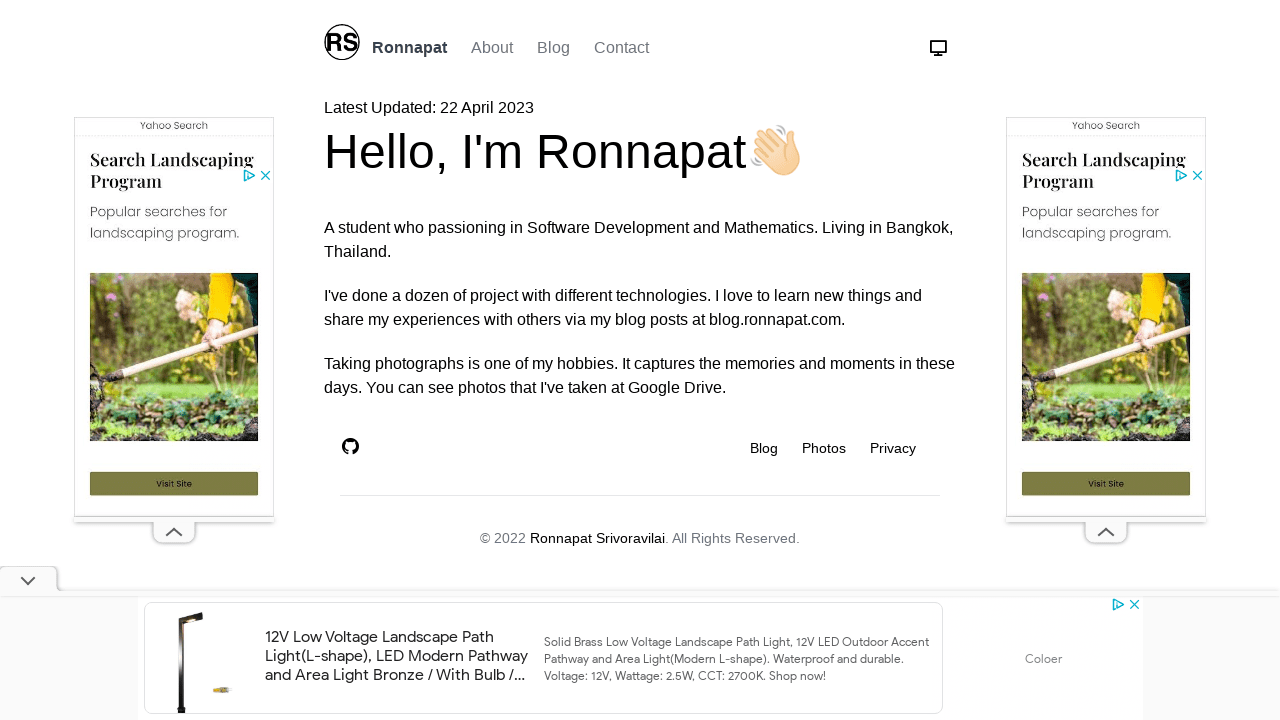 RS Ronnapat About Blog Contact
Latest Updated: 22 April 2023
Hello, I'm Ronnapat
A student who passioning in Software Development and Mathematics. Living in Bangkok,
Thailand.
I've done a dozen of project with different technologies. I love to learn new things and
share my experiences with others via my blog posts at blog.ronnapat.com.
Taking photographs is one of my hobbies. It captures the memories and moments in these
days. You can see photos that I've taken at Google Drive.
Blog Photos Privacy
© 2022 Ronnapat Srivoravilai. All Rights Reserved.
Yahoo Search
Search Landscaping
Program
Popular searches for
landscaping program.
Visit Site
Yahoo Search
Search Landscaping
Program
Popular searches for
landscaping program.
Visit Site
12V Low Voltage Landscape Path
Light(L-shape), LED Modern Pathway
and Area Light Bronze / With Bulb /...
Solid Brass Low Voltage Landscape Path Light, 12V LED Outdoor Accent
Pathway and Area Light(Modern L-shape). Waterproof and durable.
Voltage: 12V, Wattage: 2.5W, CCT: 2700K. Shop now!
Coloer